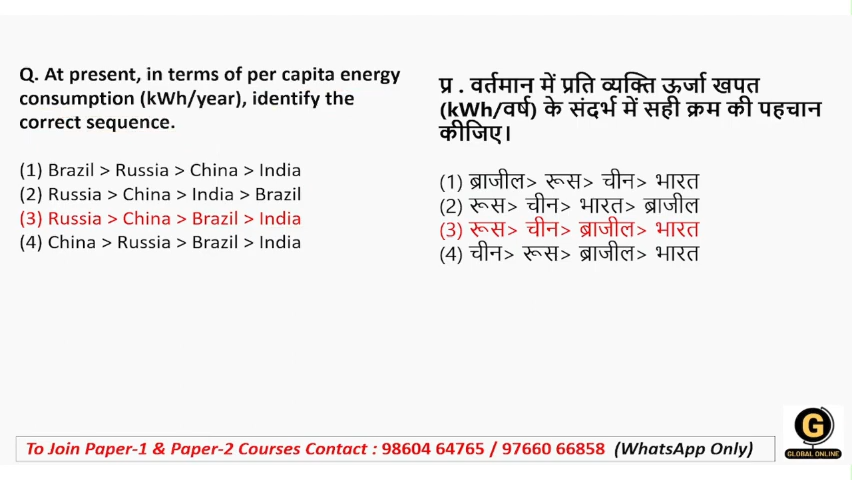 Q. At present, in terms of per capita energy
consumption (kWh/year), identify the
correct sequence.
(1) Brazil > Russia > China > India
(2) Russia > China > India > Brazil
(3) Russia > China > Brazil > India
(4) China > Russia > Brazil > India
प्र . वर्तमान में प्रति व्यक्ति ऊर्जा खपत
(kWh/वर्ष) के संदर्भ में सही क्रम की पहचान
कीजिए।
(1) ब्राजील> रूस> चीन> भारत
(2) रूस> चीन> भारत> ब्राजील
(3) रूस> चीन> ब्राजील> भारत
(4) चीन> रूस> ब्राजील> भारत
To Join Paper-1 & Paper-2 Courses Contact : 98604 64765 / 97660 66858 (WhatsApp Only)
G
GLOBAL ONLINE